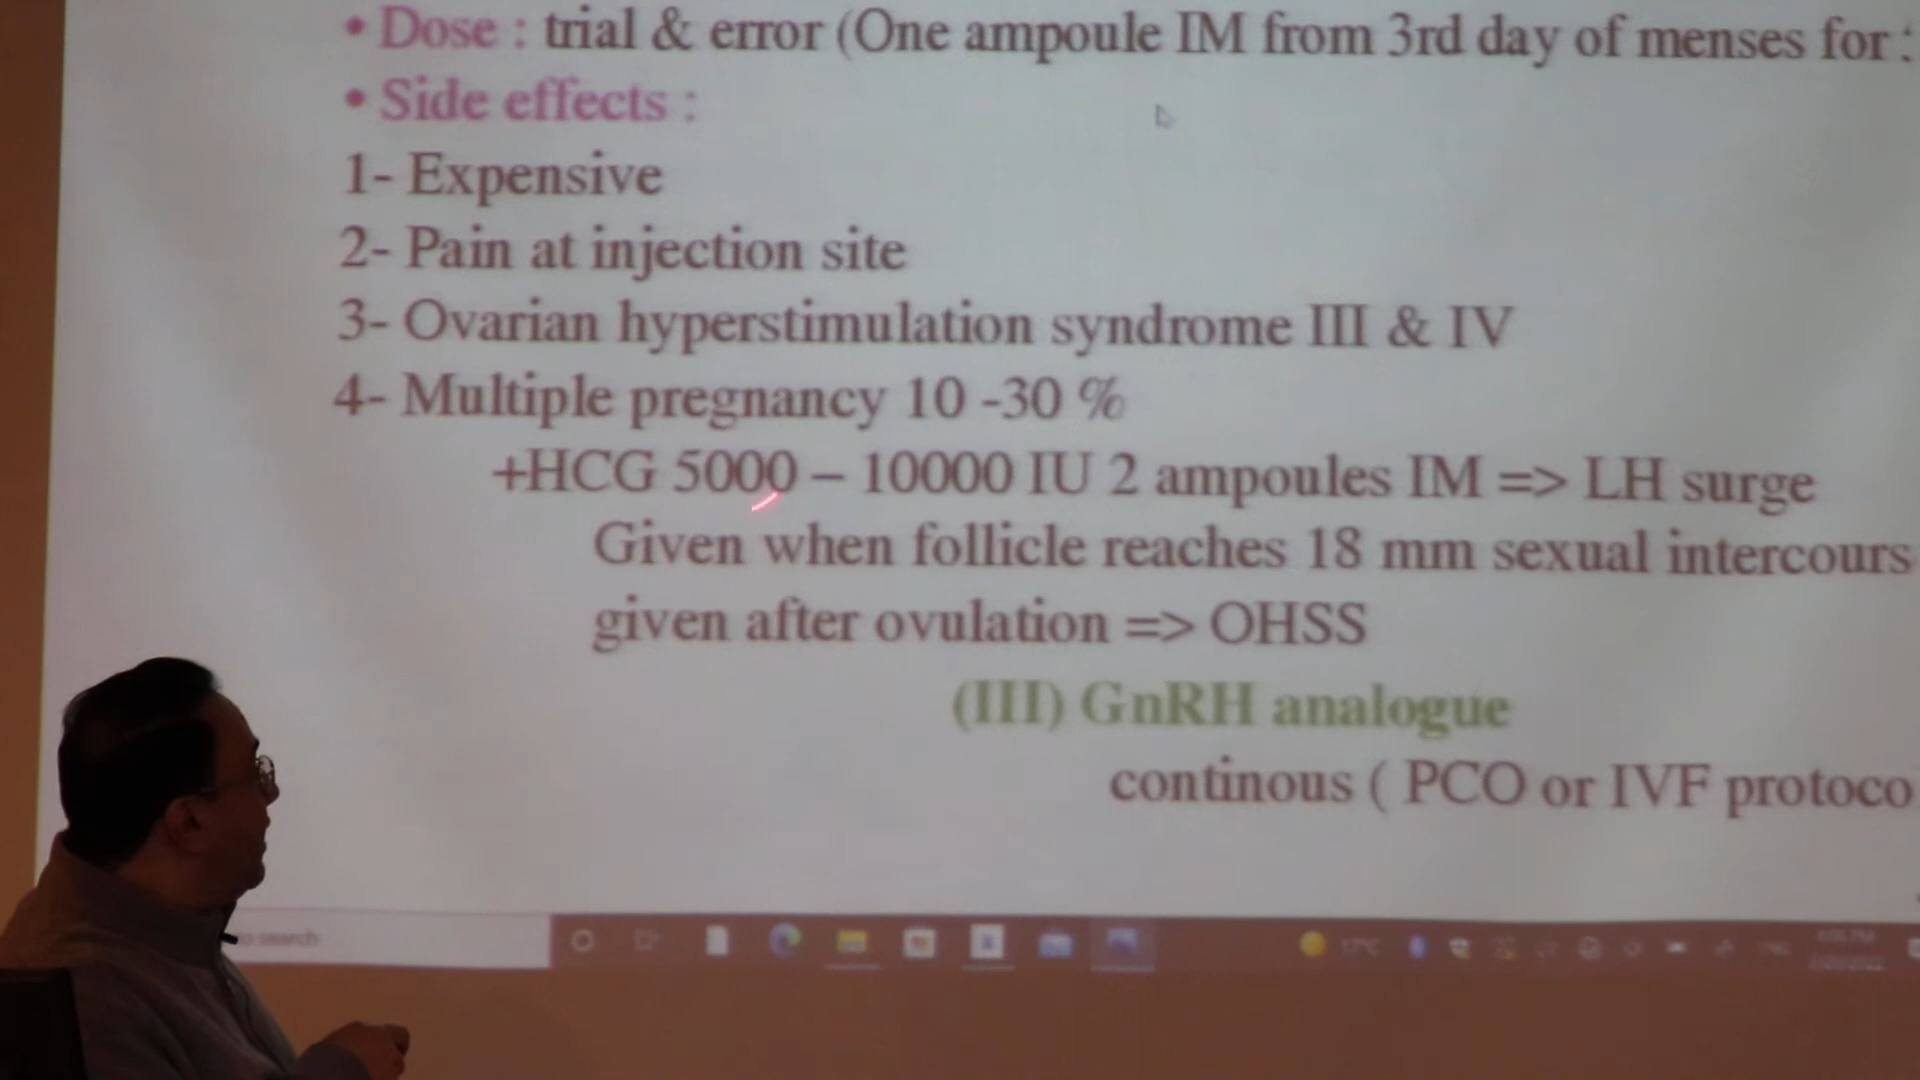 • Dose : trial & error (One ampoule IM from 3rd day of menses for :
• Side effects :
1- Expensive
2- Pain at injection site
3- Ovarian hyperstimulation syndrome III & IV
4- Multiple pregnancy 10 -30 %
+HCG 5000 – 10000 IU 2 ampoules IM => LH surge
Given when follicle reaches 18 mm sexual intercours
given after ovulation => OHSS
(III) GnRH analogue
continous ( PCO or IVF protoco
to search
17°C